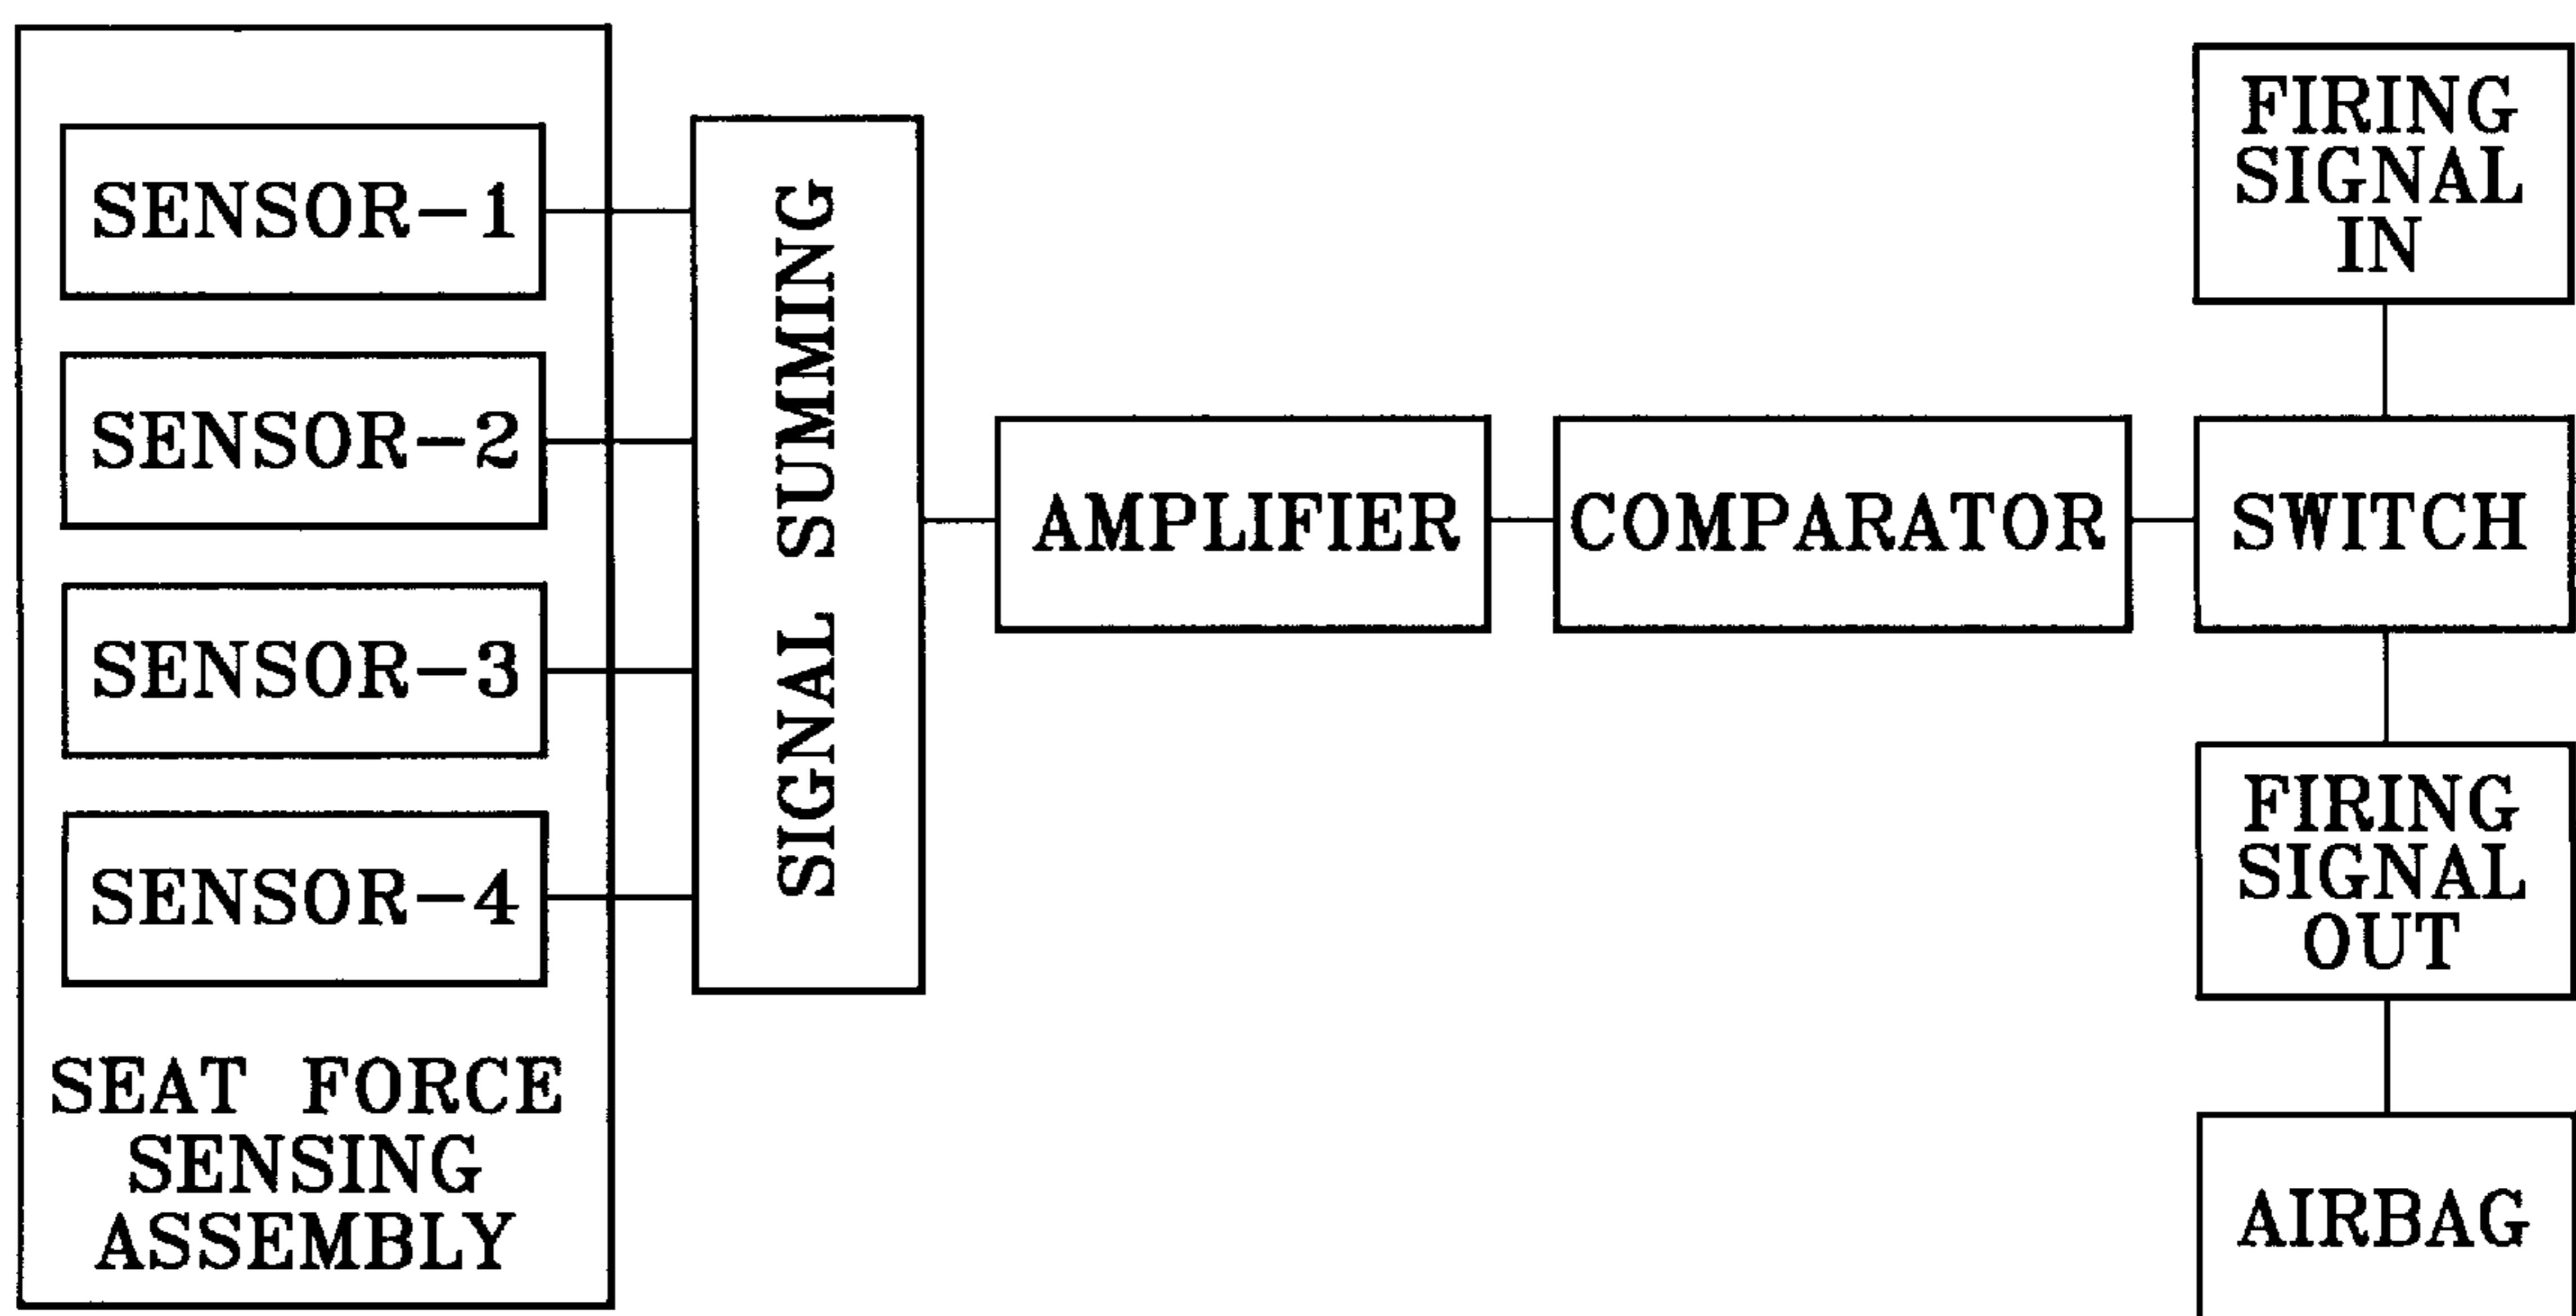 SENSOR-1
SENSOR-2
SENSOR-3
SENSOR-4
SEAT FORCE
SENSING
ASSEMBLY
SIGNAL SUMMING
AMPLIFIER
COMPARATOR
FIRING
SIGNAL
IN
SWITCH
FIRING
SIGNAL
OUT
AIRBAG